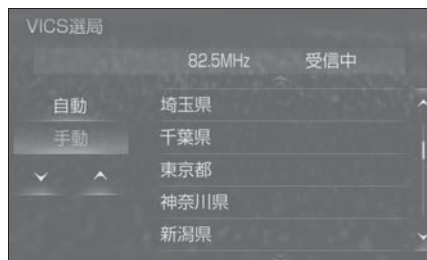 VICS選局
82.5MHz 受信中
自動
手動
埼玉県
千葉県
東京都
神奈川県
新潟県